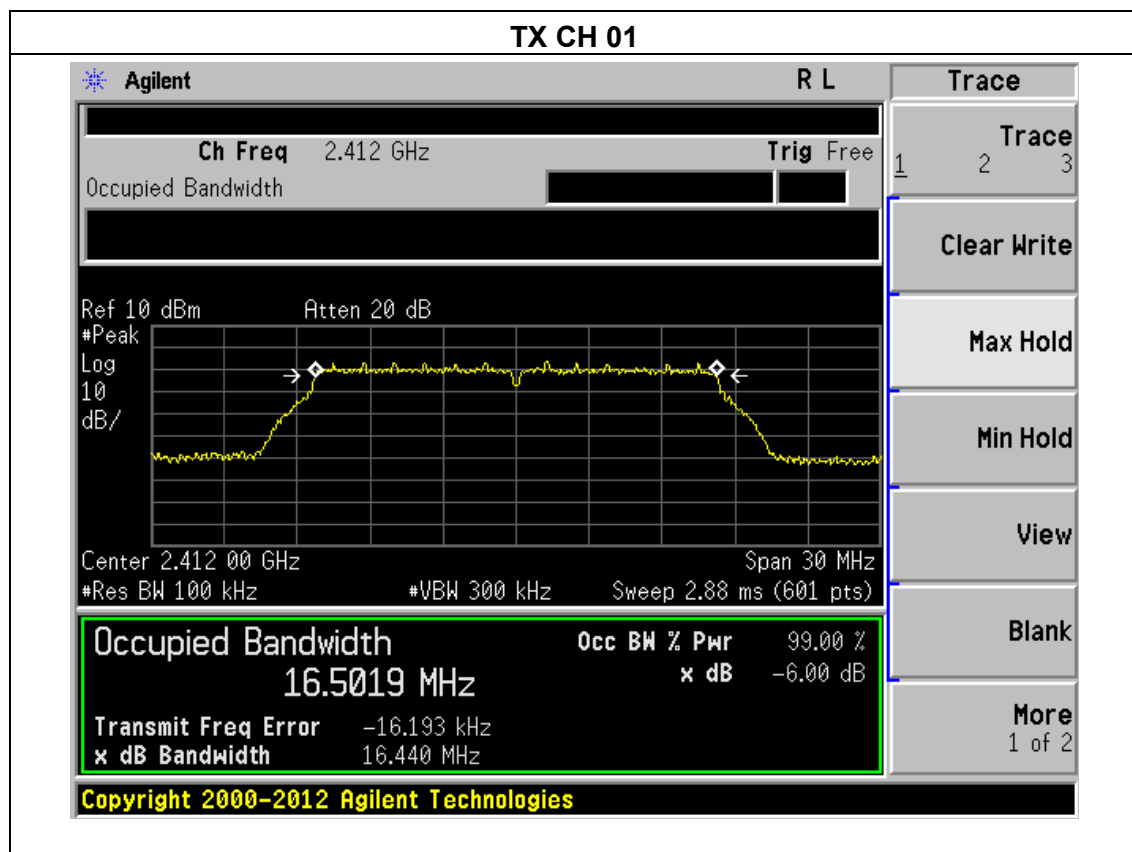 TX CH 01
Agilent R L Trace
Ch Freq 2.412 GHz Trig Free
Occupied Bandwidth
Trace
1 2 3
Clear Write
Max Hold
Min Hold
View
Blank
More
1 of 2
Ref 10 dBm Atten 20 dB
#Peak
Log
10
dB/
Center 2.412 00 GHz Span 30 MHz
#Res BW 100 kHz #VBW 300 kHz Sweep 2.88 ms (601 pts)
Occupied Bandwidth Occ BW % Pwr 99.00 %
16.5019 MHz x dB -6.00 dB
Transmit Freq Error -16.193 kHz
x dB Bandwidth 16.440 MHz
Copyright 2000-2012 Agilent Technologies